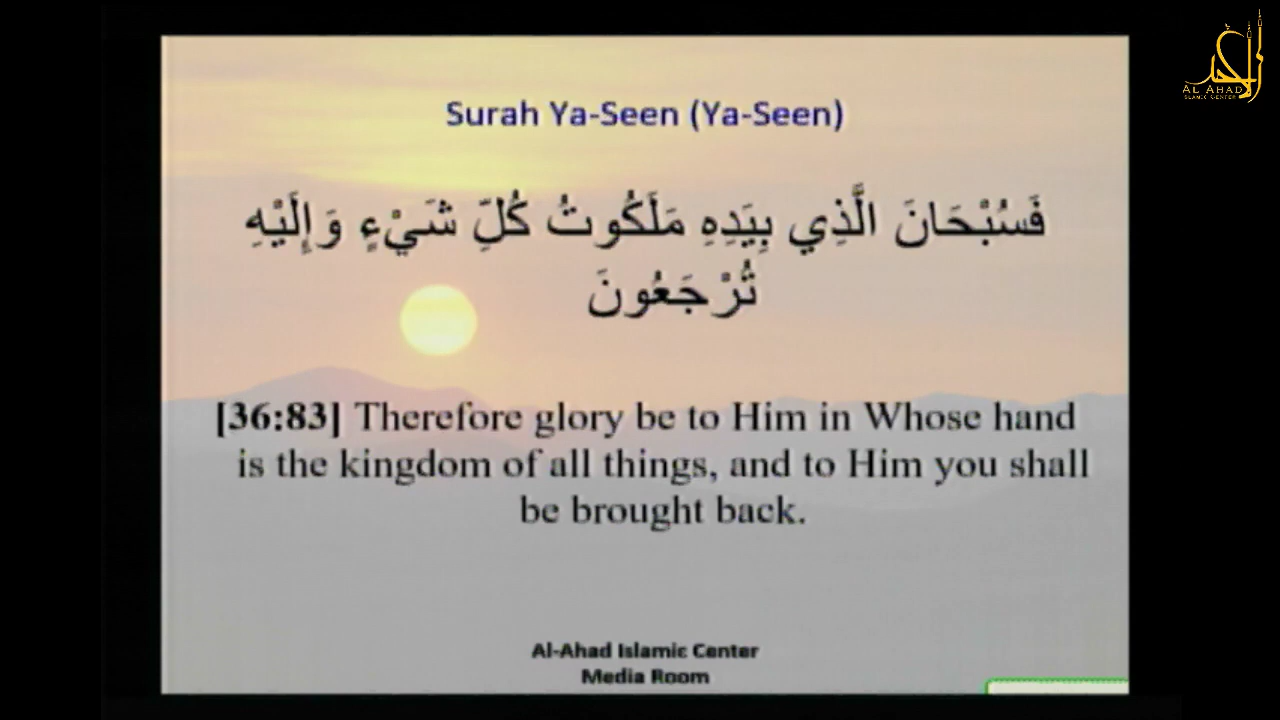 AL AHAD
ISLAMIC CENTER
Surah Ya-Seen (Ya-Seen)
فَسُبْحَانَ الَّذِي بِيَدِهِ مَلَكُوتُ كُلِّ شَيْءٍ وَإِلَيْهِ
تُرْجَعُونَ
[36:83] Therefore glory be to Him in Whose hand
is the kingdom of all things, and to Him you shall
be brought back.
Al-Ahad Islamic Center
Media Room